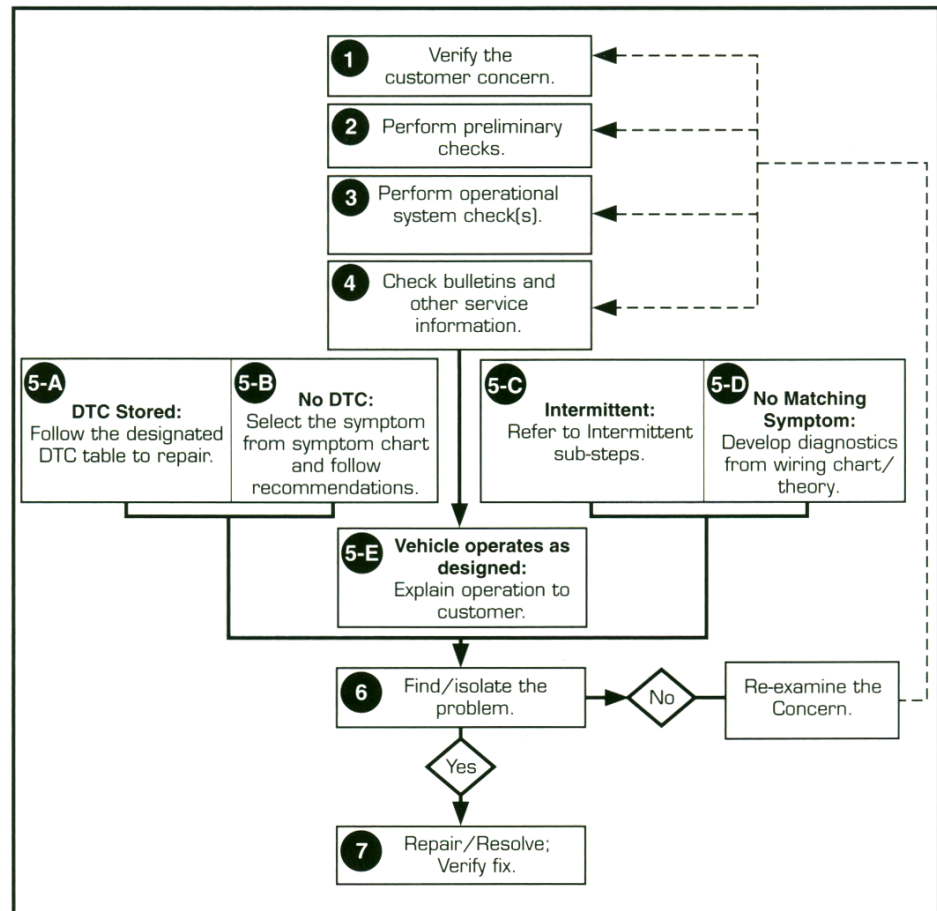 1
Verify the
customer concern.
2
Perform preliminary
checks.
3
Perform operational
system check(s).
4
Check bulletins and
other service
information.
5-A
DTC Stored:
Follow the designated
DTC table to repair.
5-B
No DTC:
Select the symptom
from symptom chart
and follow
recommendations.
5-C
Intermittent:
Refer to Intermittent
sub-steps.
5-D
No Matching
Symptom:
Develop diagnostics
from wiring chart/
theory.
5-E
Vehicle operates as
designed:
Explain operation to
customer.
6
Find/isolate the
problem.
No
Re-examine the
Concern.
Yes
7
Repair/Resolve;
Verify fix.